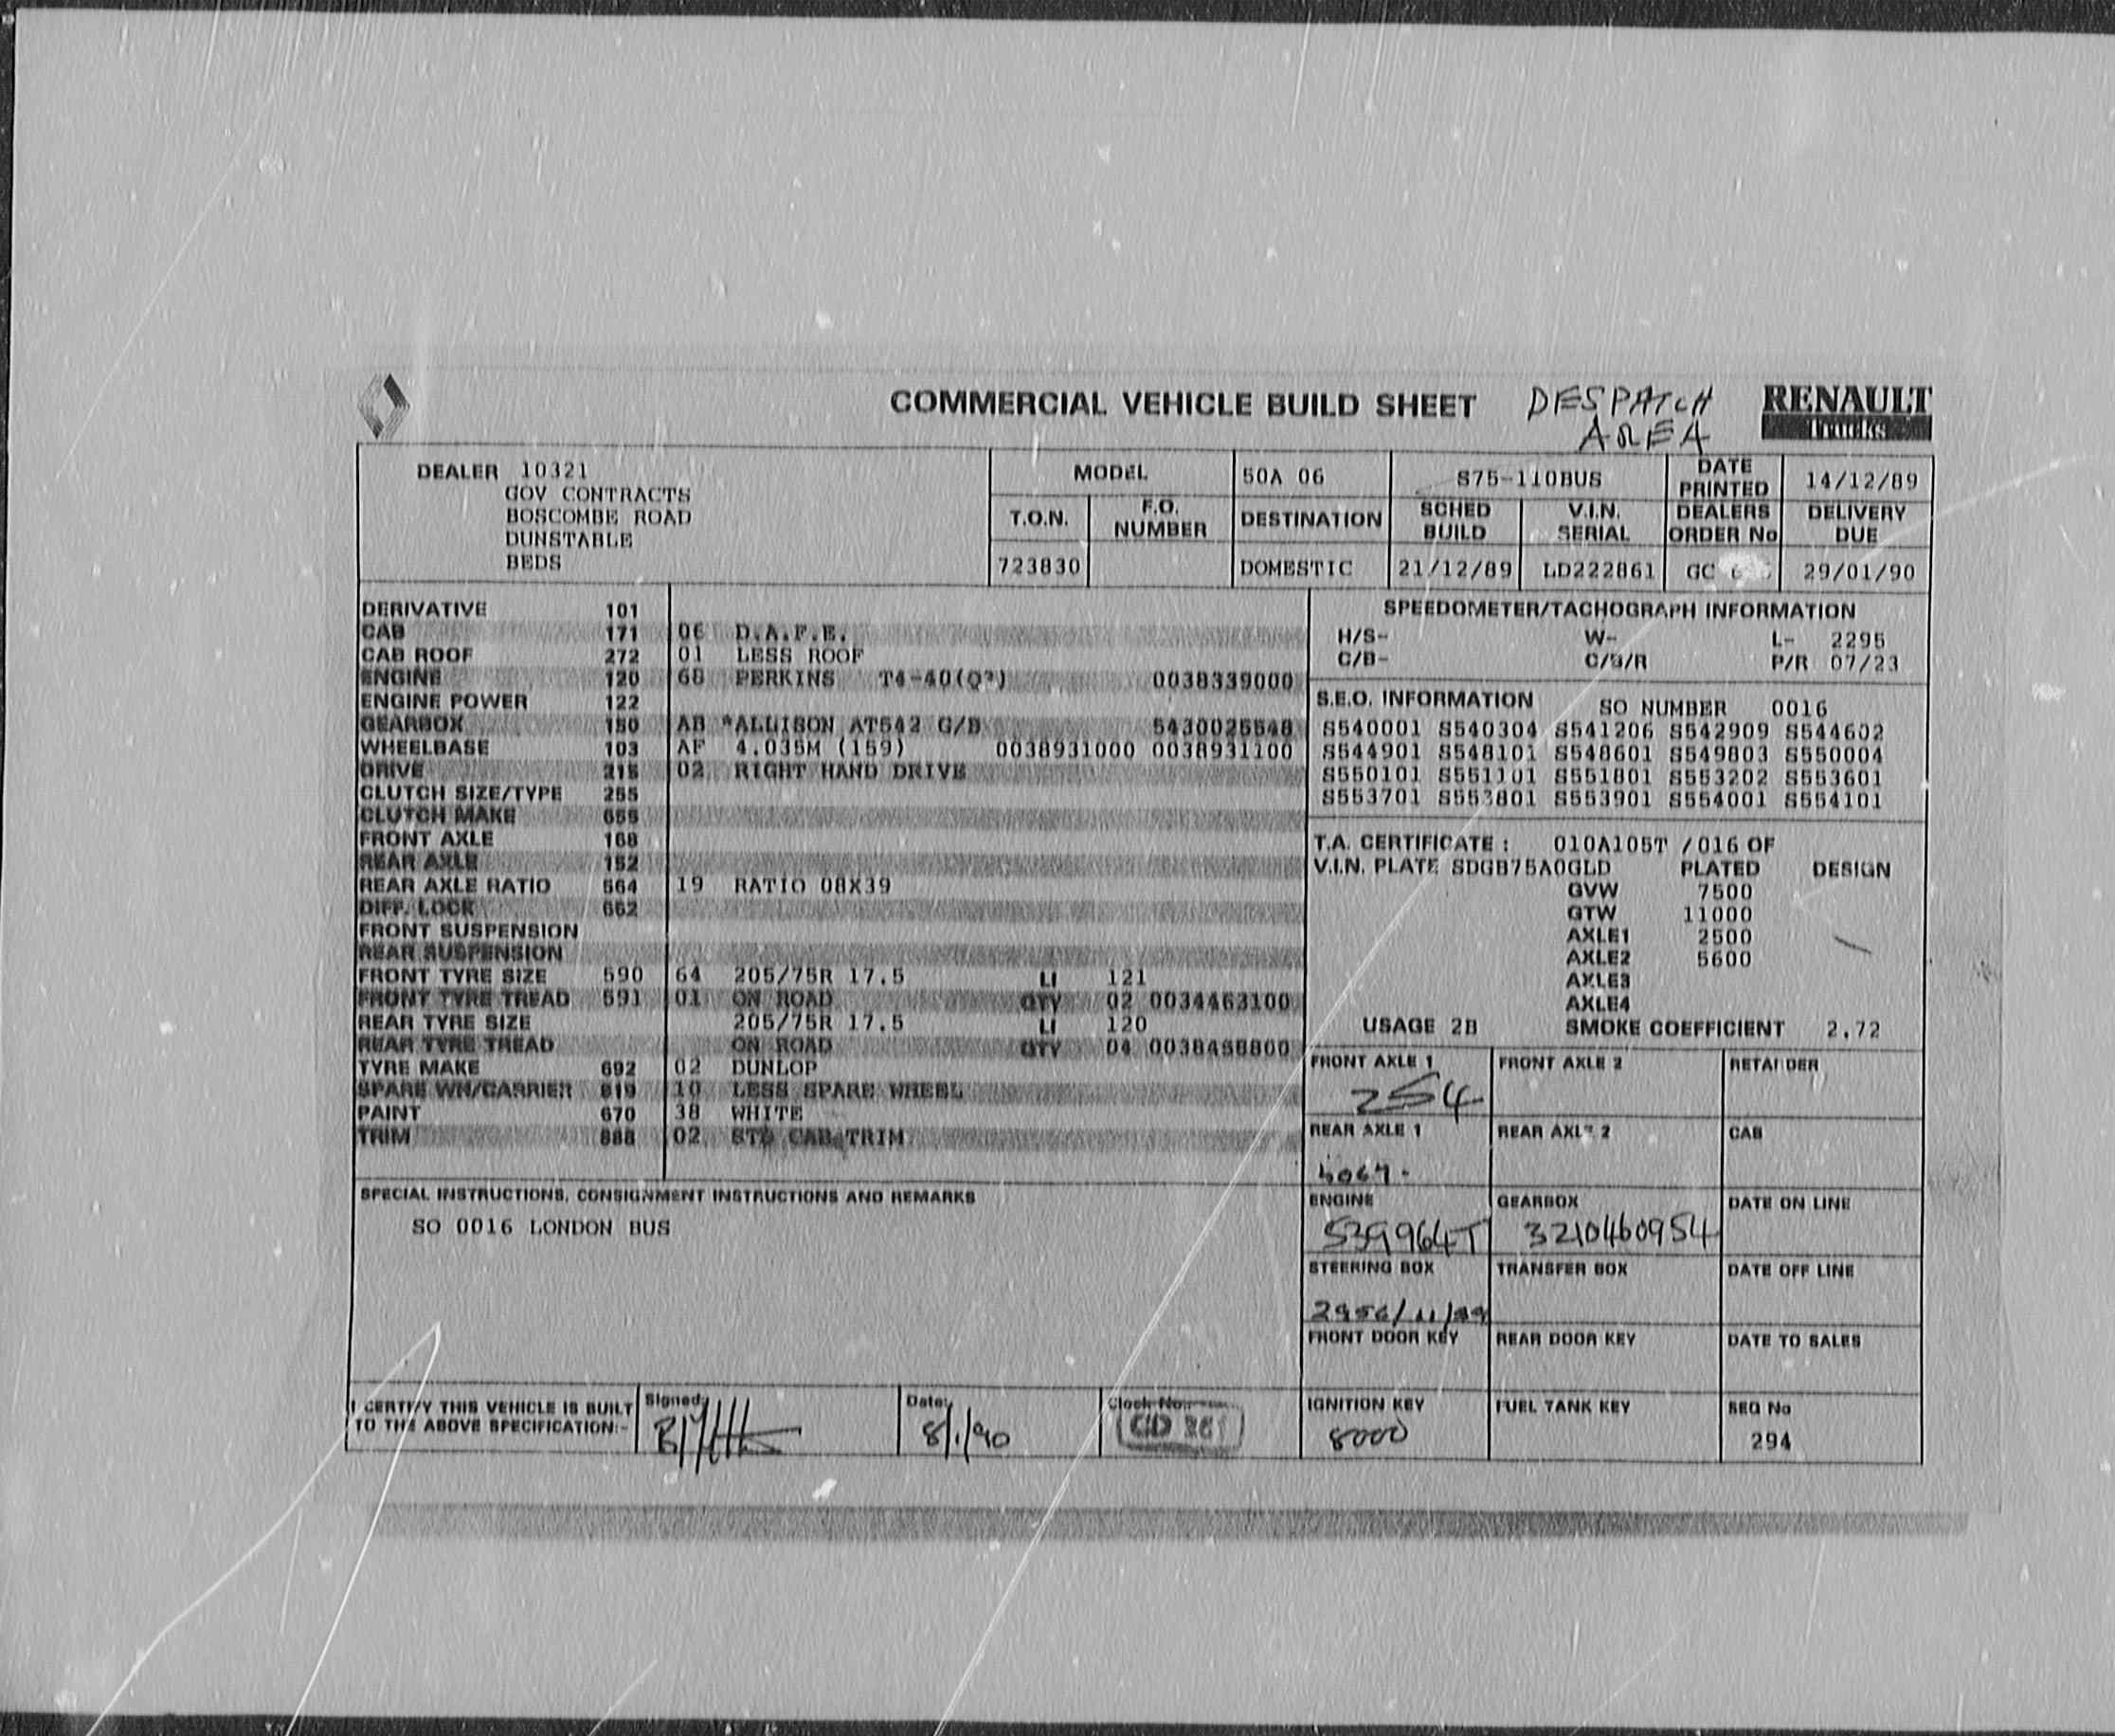 COMMERCIAL VEHICLE BUILD SHEET DESPATCH AREA RENAULT Trucks
DEALER 10321
GOV CONTRACTS
BOSCOMBE ROAD
DUNSTABLE
BEDS
MODEL 50A 06 S75-110BUS DATE PRINTED 14/12/89
T.O.N. F.O. NUMBER DESTINATION SCHED BUILD V.I.N. SERIAL DEALERS ORDER No DELIVERY DUE
723830 DOMESTIC 21/12/89 LD222861 GC 29/01/90
DERIVATIVE 101
CAB 171 06 D.A.F.E.
CAB ROOF 272 01 LESS ROOF
ENGINE 120 68 PERKINS T4-40(Q*) 0038339000
ENGINE POWER 122
GEARBOX 150 AB *ALLISON AT542 G/B 5430025548
WHEELBASE 103 AF 4.035M (159) 0038931000 0038931100
DRIVE 215 02 RIGHT HAND DRIVE
CLUTCH SIZE/TYPE 255
CLUTCH MAKE 655
FRONT AXLE 168
REAR AXLE 152
REAR AXLE RATIO 564 19 RATIO 08X39
DIFF. LOCK 662
FRONT SUSPENSION
REAR SUSPENSION
FRONT TYRE SIZE 590 64 205/75R 17.5 LI 121
FRONT TYRE TREAD 591 01 ON ROAD QTY 02 0034463100
REAR TYRE SIZE 205/75R 17.5 LI 120
REAR TYRE TREAD ON ROAD QTY 04 0038458800
TYRE MAKE 692 02 DUNLOP
SPARE WH/CARRIER 619 10 LESS SPARE WHEEL
PAINT 670 38 WHITE
TRIM 888 02 STD CAB TRIM
SPECIAL INSTRUCTIONS, CONSIGNMENT INSTRUCTIONS AND REMARKS
SO 0016 LONDON BUS
SPEEDOMETER/TACHOGRAPH INFORMATION
H/S- W- L- 2295
C/B- C/B/R P/R 07/23
S.E.O. INFORMATION SO NUMBER 0016
S540001 S540304 S541206 S542909 S544602
S544901 S548101 S548601 S549803 S550004
S550101 S551101 S551801 S553202 S553601
S553701 S553801 S553901 S554001 S554101
T.A. CERTIFICATE : 010A105T /016 OF
V.I.N. PLATE SDGB75A0GLD PLATED DESIGN
GVW 7500
GTW 11000
AXLE1 2500
AXLE2 5600
AXLE3
AXLE4
USAGE 2B SMOKE COEFFICIENT 2.72
FRONT AXLE 1 FRONT AXLE 2 RETARDER
254
REAR AXLE 1 REAR AXLE 2 CAB
ENGINE GEARBOX DATE ON LINE
S39964T 3210460954
STEERING BOX TRANSFER BOX DATE OFF LINE
2956/11/89
FRONT DOOR KEY REAR DOOR KEY DATE TO SALES
IGNITION KEY FUEL TANK KEY SEQ No
8000 294
I CERTIFY THIS VEHICLE IS BUILT
TO THE ABOVE SPECIFICATION:-
Signed:
Date:
8/1/90
Clock No.:
CD 361